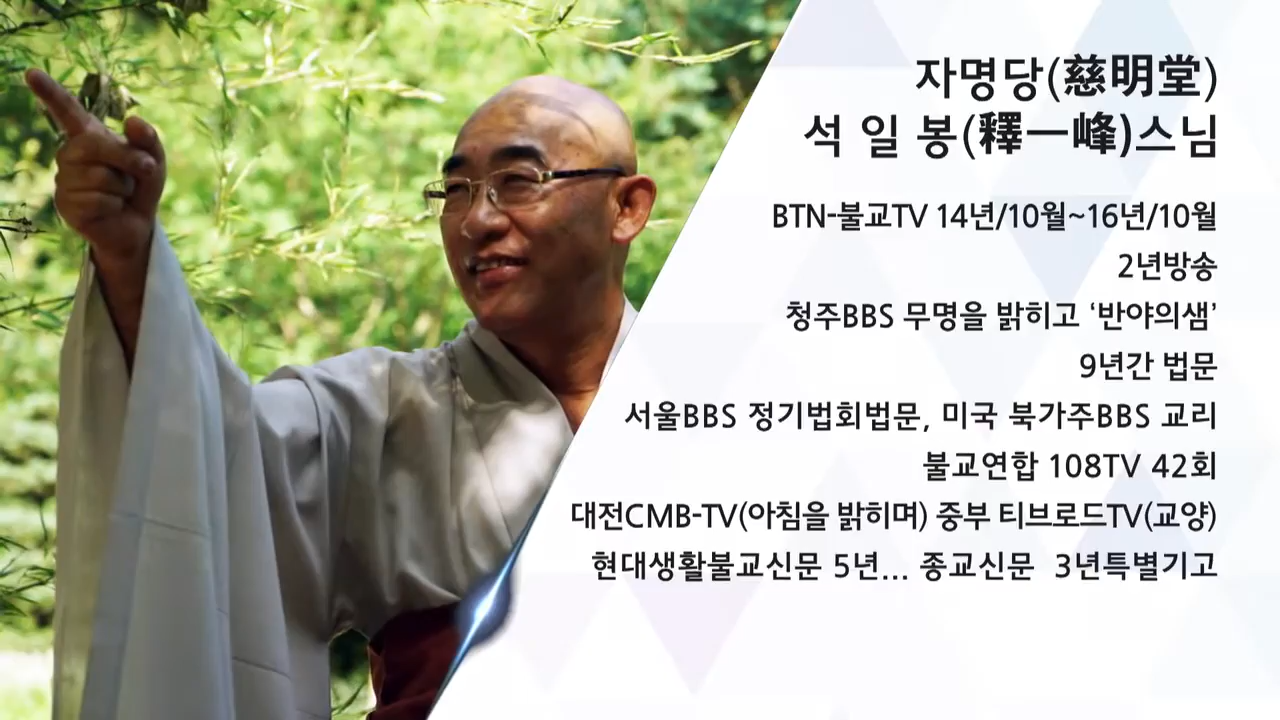 자명당(慈明堂)
석 일 봉(釋一峰)스님
BTN-불교TV 14년/10월~16년/10월
2년방송
청주BBS 무명을 밝히고 ‘반야의샘’
9년간 법문
서울BBS 정기법회법문, 미국 북가주BBS 교리
불교연합 108TV 42회
대전CMB-TV(아침을 밝히며) 중부 티브로드TV(교양)
현대생활불교신문 5년... 종교신문 3년특별기고